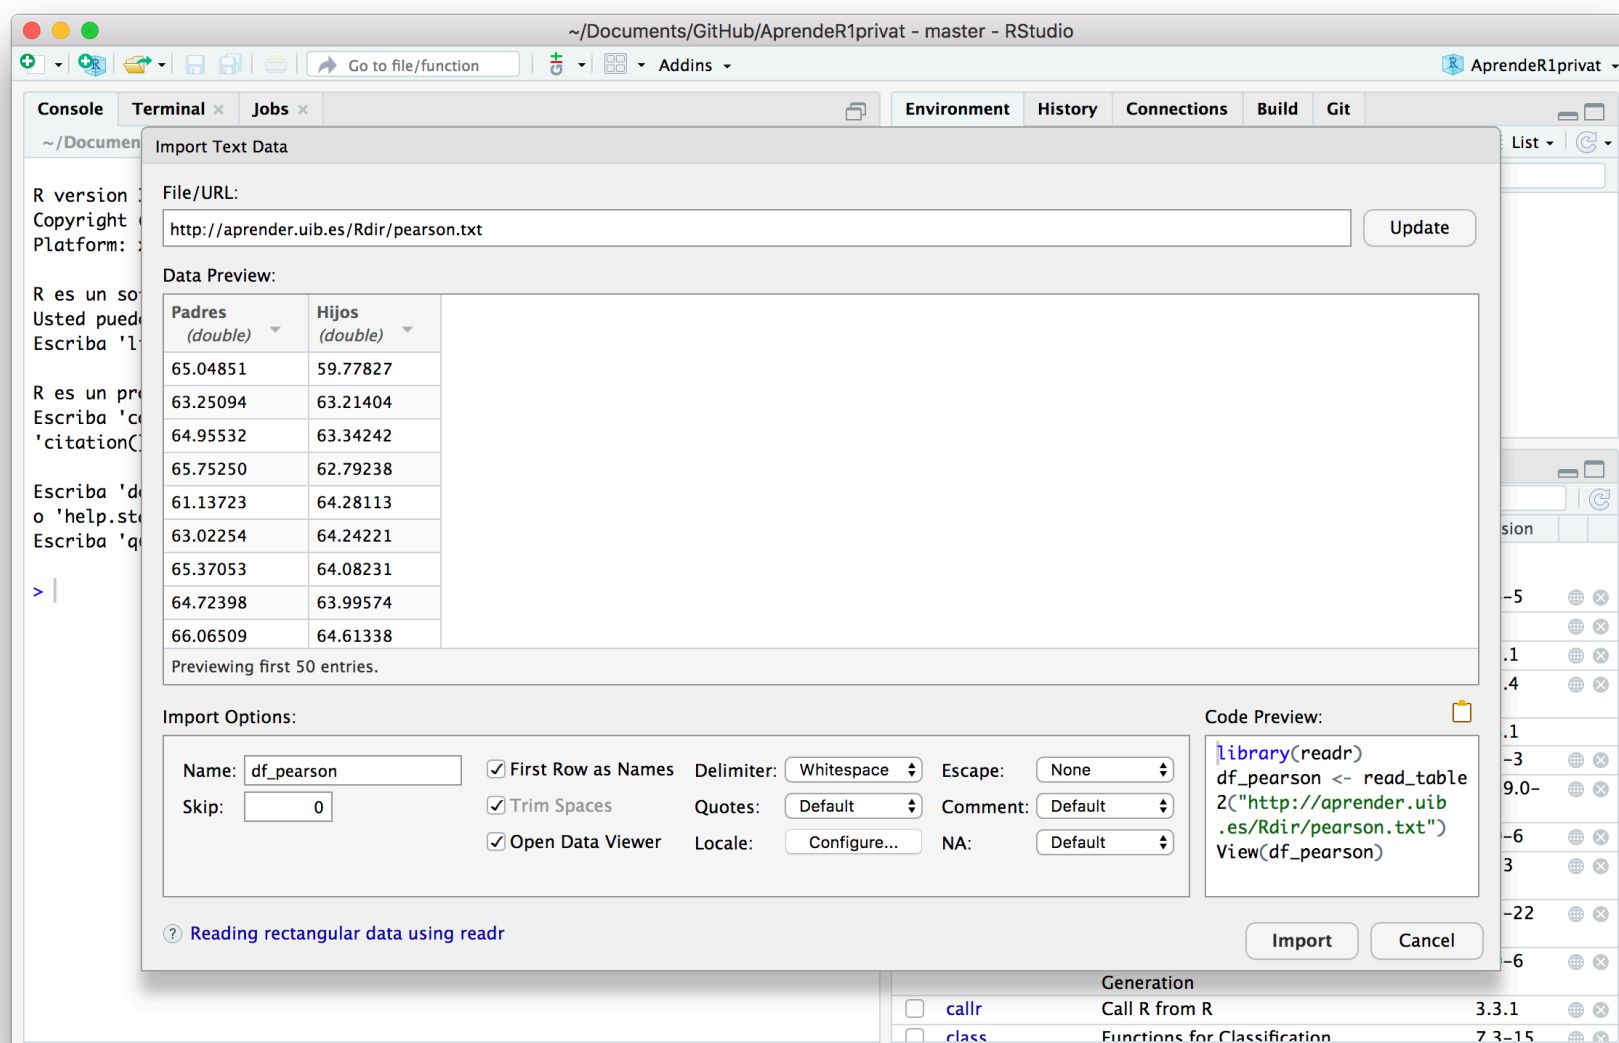 ~/Documents/GitHub/AprendeR1privat - master - RStudio
Go to file/function
Addins
AprendeR1privat
Console
Terminal
Jobs
Environment
History
Connections
Build
Git
~/Documen
List
Import Text Data
R version
Copyright
Platform:
R es un so
Usted puede
Escriba 'l
R es un pr
Escriba 'c
'citation()
Escriba 'd
o 'help.st
Escriba 'q
>
File/URL:
http://aprender.uib.es/Rdir/pearson.txt
Update
Data Preview:
Padres Hijos
(double) (double)
65.04851 59.77827
63.25094 63.21404
64.95532 63.34242
65.75250 62.79238
61.13723 64.28113
63.02254 64.24221
65.37053 64.08231
64.72398 63.99574
66.06509 64.61338
Previewing first 50 entries.
Import Options:
Name: df_pearson
Skip: 0
First Row as Names
Trim Spaces
Open Data Viewer
Delimiter: Whitespace
Quotes: Default
Locale: Configure...
Escape: None
Comment: Default
NA: Default
Code Preview:
library(readr)
df_pearson <- read_table
2("http://aprender.uib
.es/Rdir/pearson.txt")
View(df_pearson)
? Reading rectangular data using readr
Import
Cancel
sion
-5
.1
.4
.1
-3
9.0-
-6
3
-22
-6
Generation
callr Call R from R 3.3.1
class Functions for Classification 7.3-15